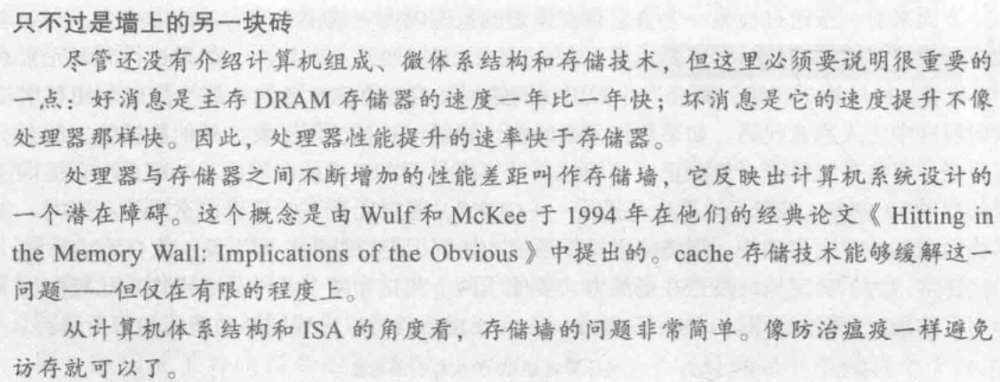 只不过是墙上的另一块砖
尽管还没有介绍计算机组成、微体系结构和存储技术，但这里必须要说明很重要的
一点：好消息是主存 DRAM 存储器的速度一年比一年快；坏消息是它的速度提升不像
处理器那样快。因此，处理器性能提升的速率快于存储器。
处理器与存储器之间不断增加的性能差距叫作存储墙，它反映出计算机系统设计的
一个潜在障碍。这个概念是由 Wulf 和 McKee 于 1994 年在他们的经典论文《 Hitting in
the Memory Wall: Implications of the Obvious 》中提出的。cache 存储技术能够缓解这一
问题——但仅在有限的程度上。
从计算机体系结构和 ISA 的角度看，存储墙的问题非常简单。像防治瘟疫一样避免
访存就可以了。